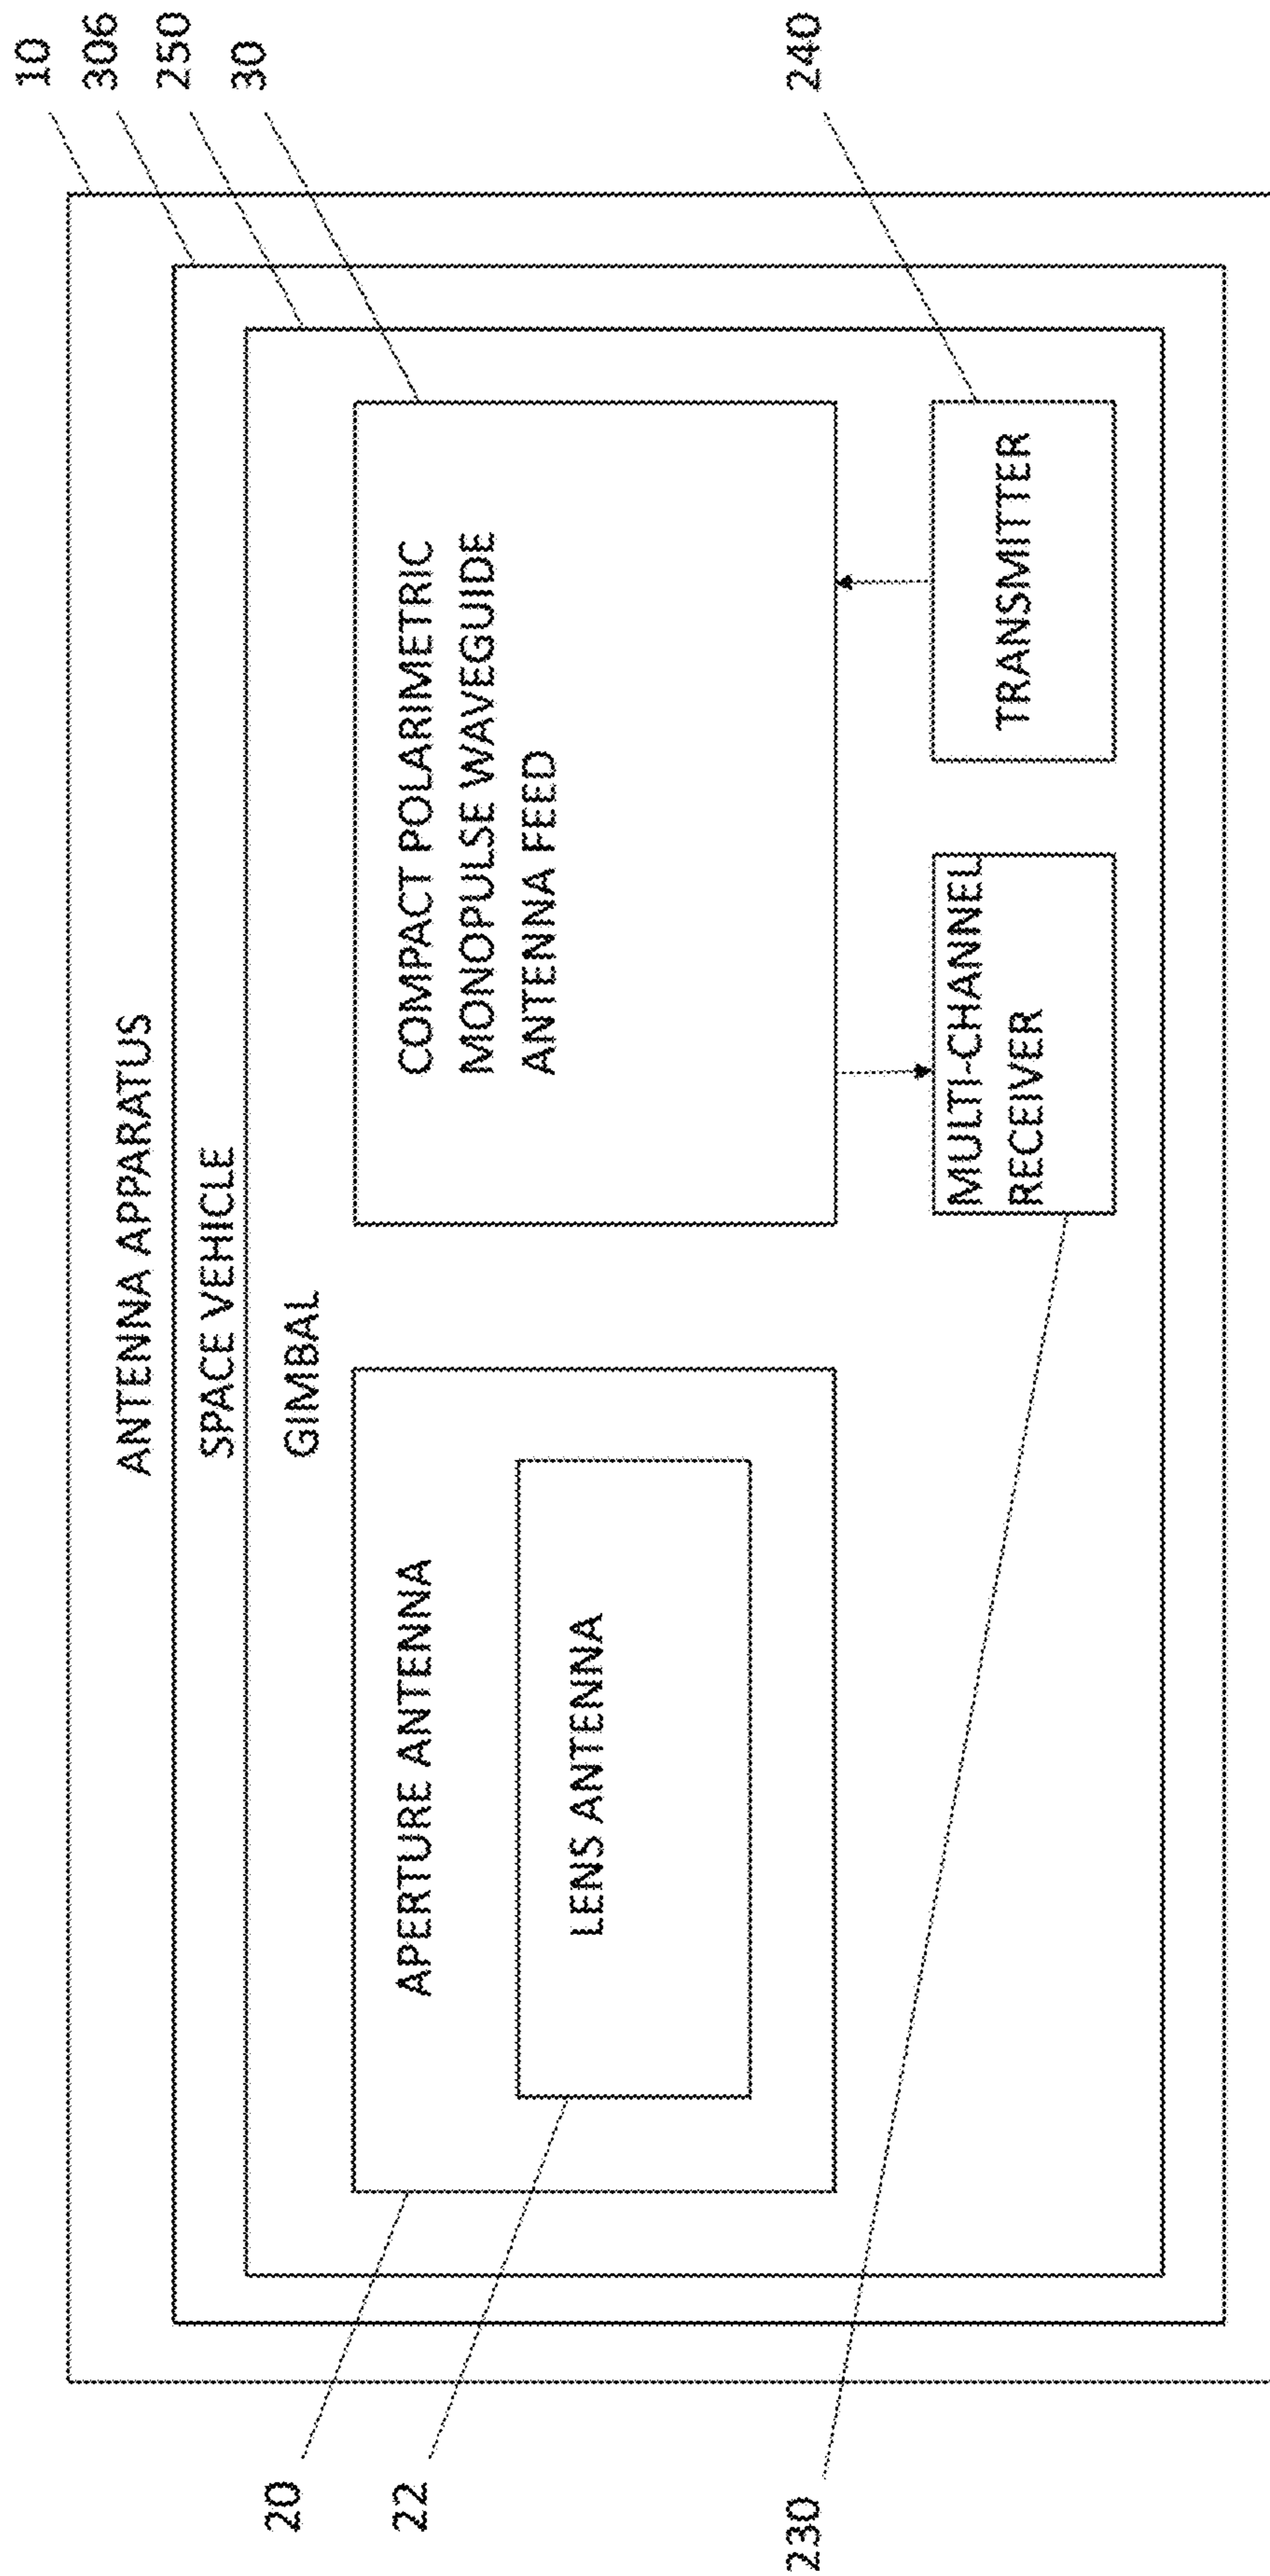 10
306
250
30
240
ANTENNA APPARATUS
SPACE VEHICLE
GIMBAL
APERTURE ANTENNA
LENS ANTENNA
COMPACT POLARIMETRIC
MONOPULSE WAVEGUIDE
ANTENNA FEED
MULTI-CHANNEL
RECEIVER
TRANSMITTER
20
22
230